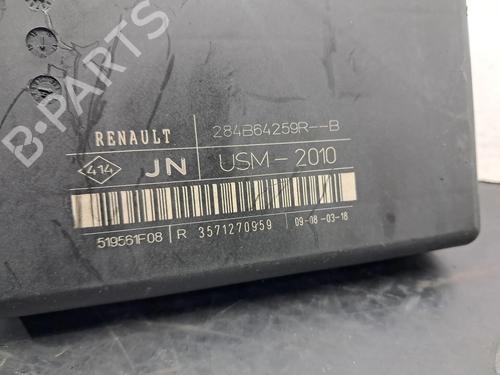 B-PARTS
RENAULT 284B64259R--B
414 JN USM-2010
519561F08 R 3571270959 09-08-03-18